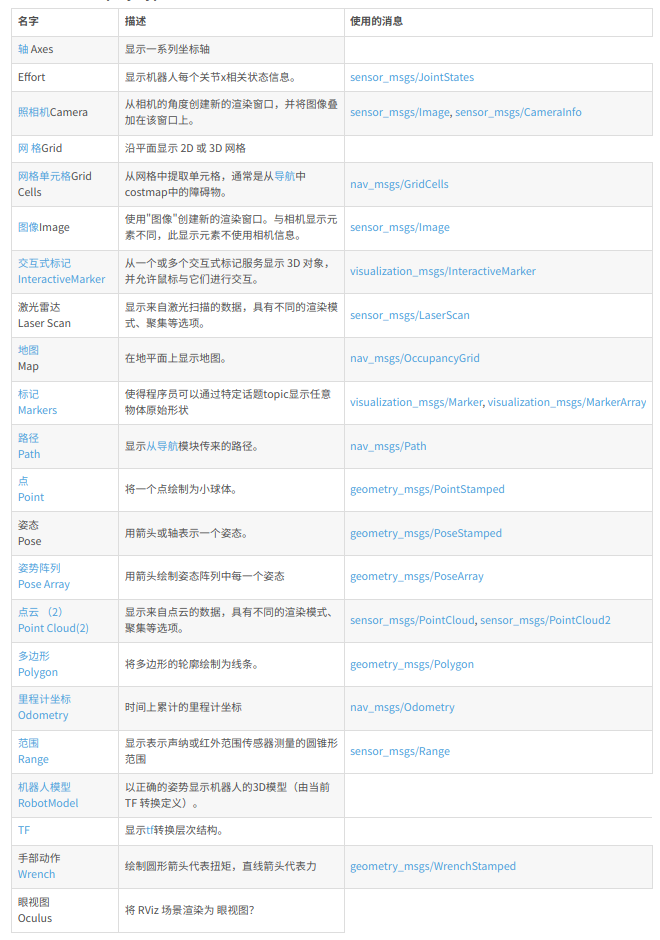 名字 描述 使用的消息
轴 Axes 显示一系列坐标轴
Effort 显示机器人每个关节x相关状态信息。 sensor_msgs/JointStates
照相机Camera 从相机的角度创建新的渲染窗口，并将图像叠
加在该窗口上。 sensor_msgs/Image, sensor_msgs/CameraInfo
网 格Grid 沿平面显示 2D 或 3D 网格
网格单元格Grid
Cells
从网格中提取单元格，通常是从导航中
costmap中的障碍物。
nav_msgs/GridCells
图像Image
使用"图像"创建新的渲染窗口。与相机显示元
素不同，此显示元素不使用相机信息。
sensor_msgs/Image
交互式标记
InteractiveMarker
从一个或多个交互式标记服务显示 3D 对象，
并允许鼠标与它们进行交互。
visualization_msgs/InteractiveMarker
激光雷达
Laser Scan
显示来自激光扫描的数据，具有不同的渲染模
式、聚集等选项。
sensor_msgs/LaserScan
地图
Map
在地平面上显示地图。
nav_msgs/OccupancyGrid
标记
Markers
使得程序员可以通过特定话题topic显示任意
物体原始形状
visualization_msgs/Marker, visualization_msgs/MarkerArray
路径
Path
显示从导航模块传来的路径。
nav_msgs/Path
点
Point
将一个点绘制为小球体。
geometry_msgs/PointStamped
姿态
Pose
用箭头或轴表示一个姿态。
geometry_msgs/PoseStamped
姿势阵列
Pose Array
用箭头绘制姿态阵列中每一个姿态
geometry_msgs/PoseArray
点云 （2）
Point Cloud(2)
显示来自点云的数据，具有不同的渲染模式、
聚集等选项。
sensor_msgs/PointCloud, sensor_msgs/PointCloud2
多边形
Polygon
将多边形的轮廓绘制为线条。
geometry_msgs/Polygon
里程计坐标
Odometry
时间上累计的里程计坐标
nav_msgs/Odometry
范围
Range
显示表示声纳或红外范围传感器测量的圆锥形
范围
sensor_msgs/Range
机器人模型
RobotModel
以正确的姿势显示机器人的3D模型（由当前
TF 转换定义）。
TF 显示tf转换层次结构。
手部动作
Wrench
绘制圆形箭头代表扭矩，直线箭头代表力
geometry_msgs/WrenchStamped
眼视图
Oculus
将 RViz 场景渲染为 眼视图？